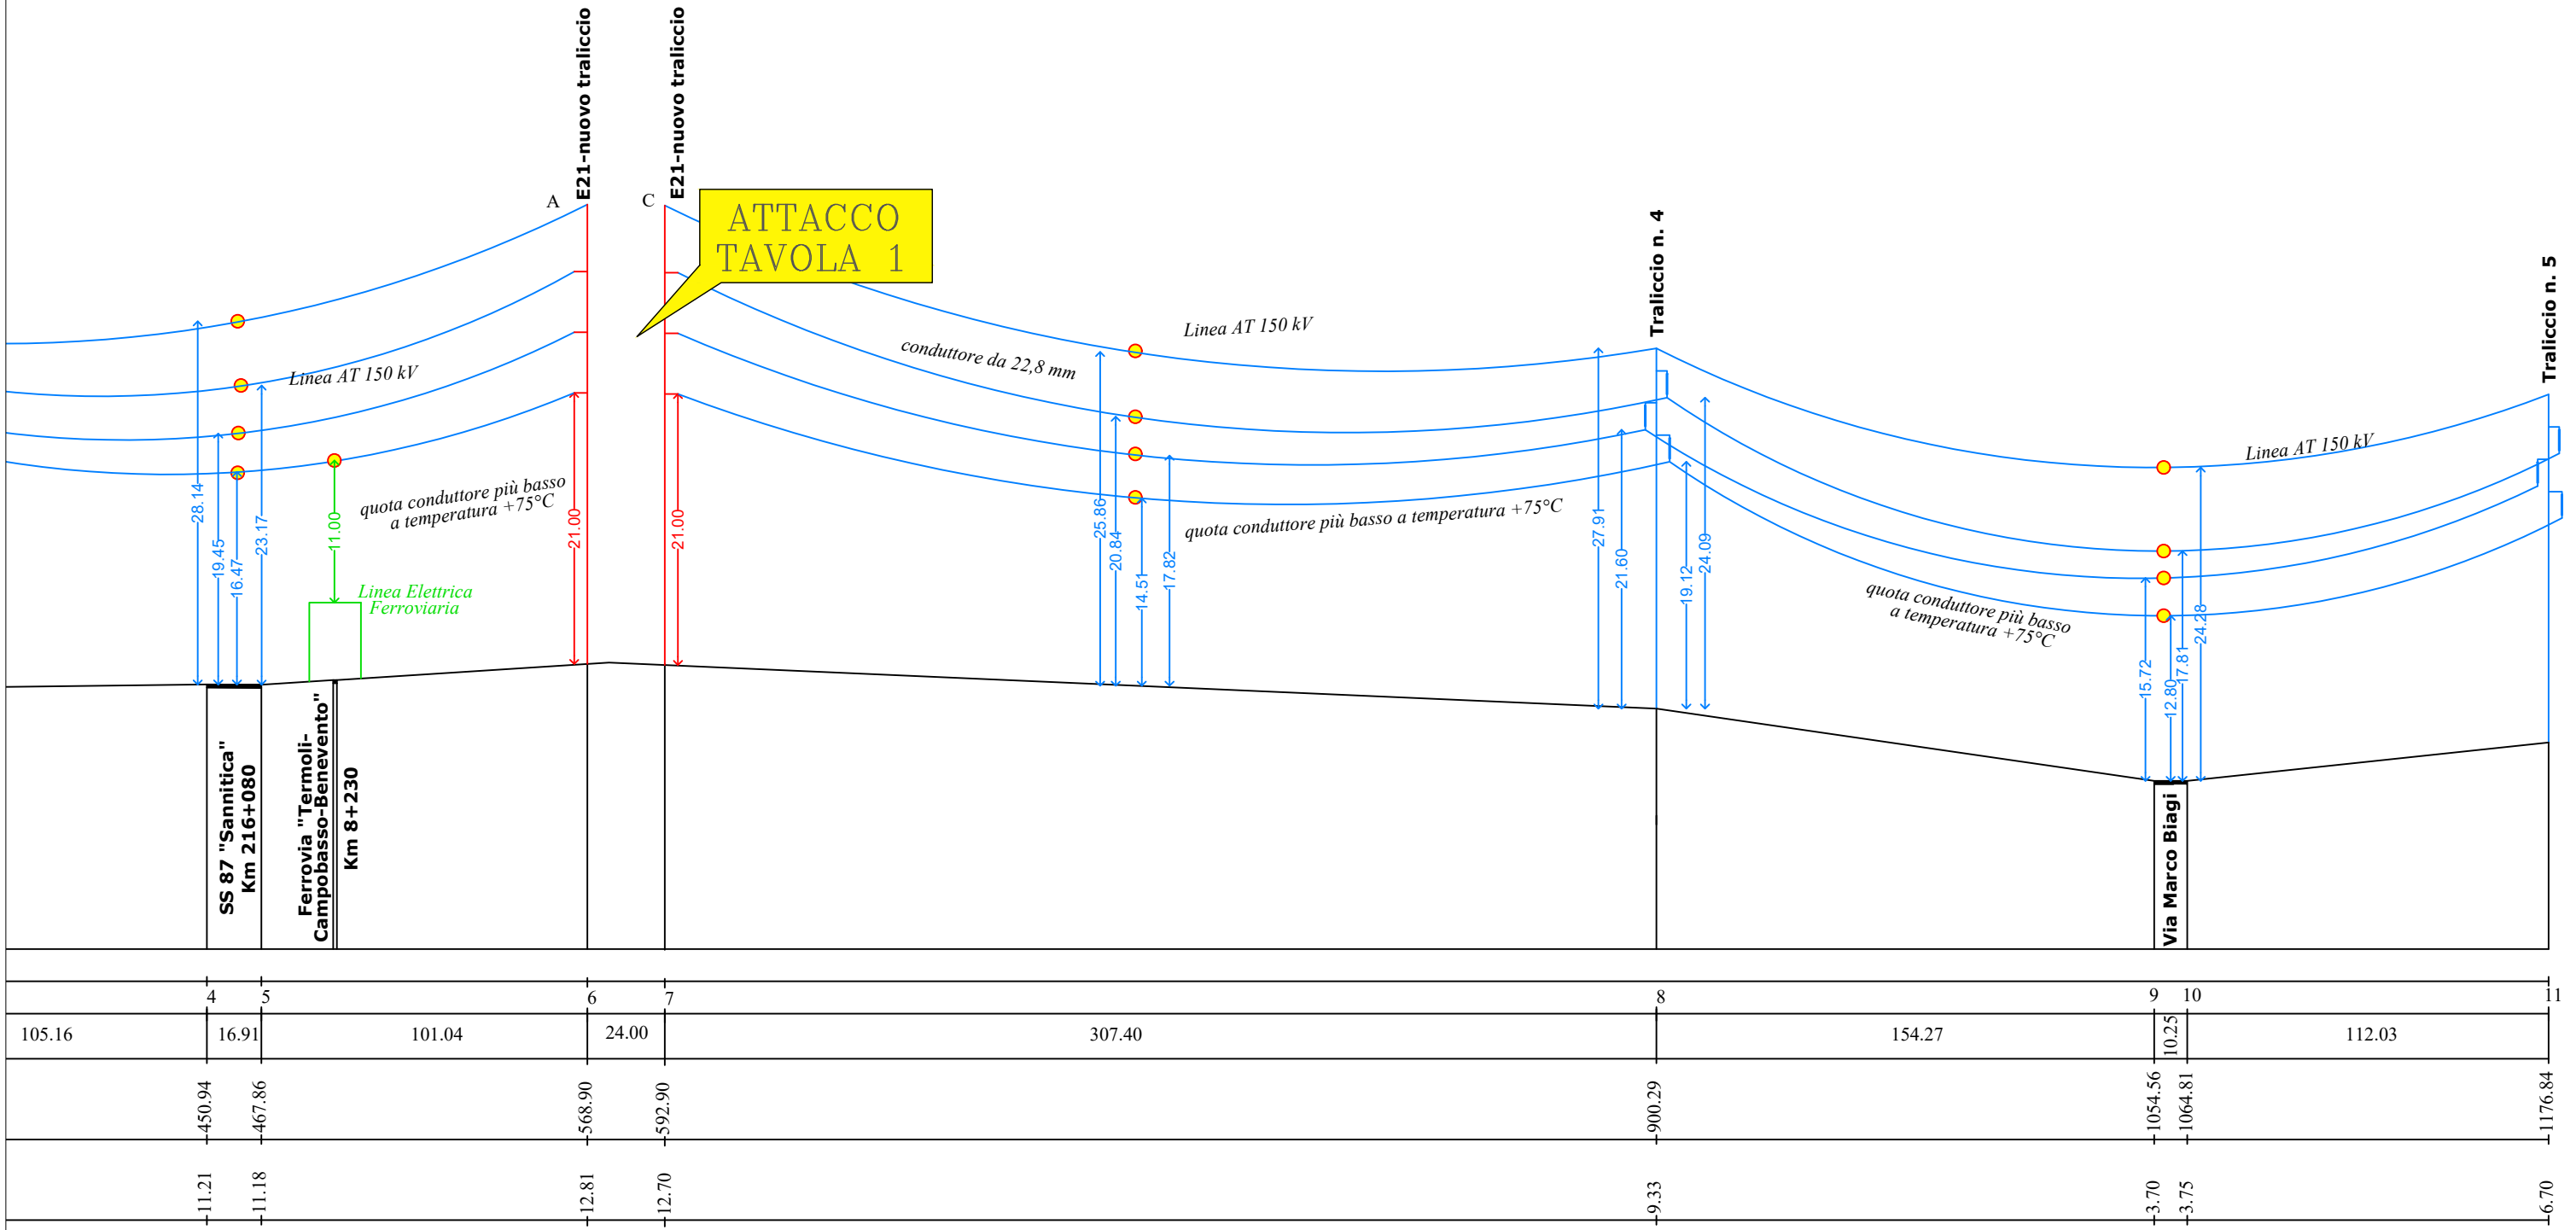 E21-nuovo traliccio
E21-nuovo traliccio
A
C
ATTACCO
TAVOLA 1
Traliccio n. 4
Traliccio n. 5
Linea AT 150 kV
conduttore da 22,8 mm
Linea AT 150 kV
Linea AT 150 kV
quota conduttore più basso
a temperatura +75°C
quota conduttore più basso a temperatura +75°C
quota conduttore più basso
a temperatura +75°C
28.14
19.45
16.47
23.17
11.00
21.00
21.00
25.86
20.84
14.51
17.82
27.91
21.60
19.12
24.09
15.72
12.80
17.81
24.28
Linea Elettrica
Ferroviaria
SS 87 "Sannitica"
Km 216+080
Ferrovia "Termoli-
Campobasso-Benevento"
Km 8+230
Via Marco Biagi
4 5 6 7 8 9 10 11
105.16 16.91 101.04 24.00 307.40 154.27 10.25 112.03
450.94 467.86 568.90 592.90 900.29 1054.56 1064.81 1176.84
11.21 11.18 12.81 12.70 9.33 3.70 3.75 6.70